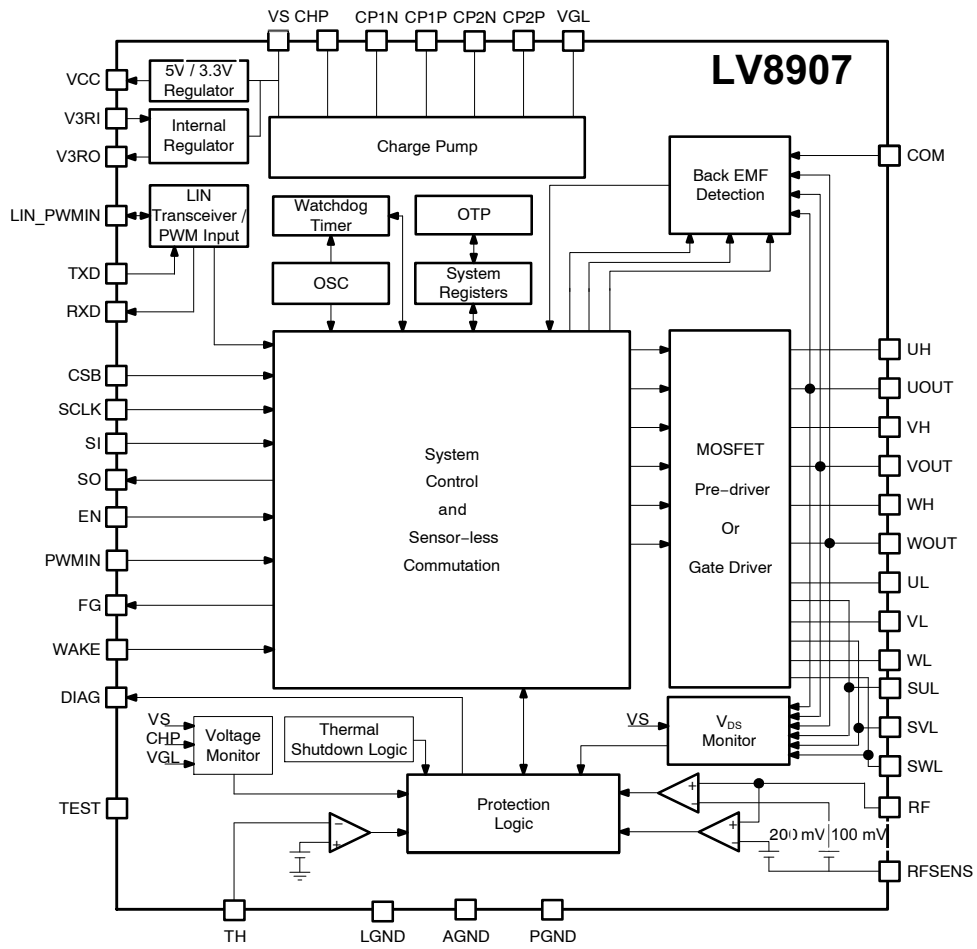 VS CHP CP1N CP1P CP2N CP2P VGL
LV8907
VCC
5V / 3.3V
Regulator
V3RI
Internal
Regulator
V3RO
Charge Pump
Back EMF
Detection
COM
LIN_PWMIN
LIN
Transceiver /
PWM Input
Watchdog
Timer
OTP
TXD
OSC
System
Registers
RXD
CSB
SCLK
SI
SO
EN
PWMIN
FG
WAKE
DIAG
System
Control
and
Sensor−less
Commutation
MOSFET
Pre−driver
Or
Gate Driver
UH
UOUT
VH
VOUT
WH
WOUT
UL
VL
WL
SUL
SVL
SWL
VS
CHP
VGL
Voltage
Monitor
Thermal
Shutdown Logic
VS
VDS
Monitor
TEST
Protection
Logic
RF
200 mV 100 mV
RFSENS
+
−
+
−
−
+
TH
LGND
AGND
PGND